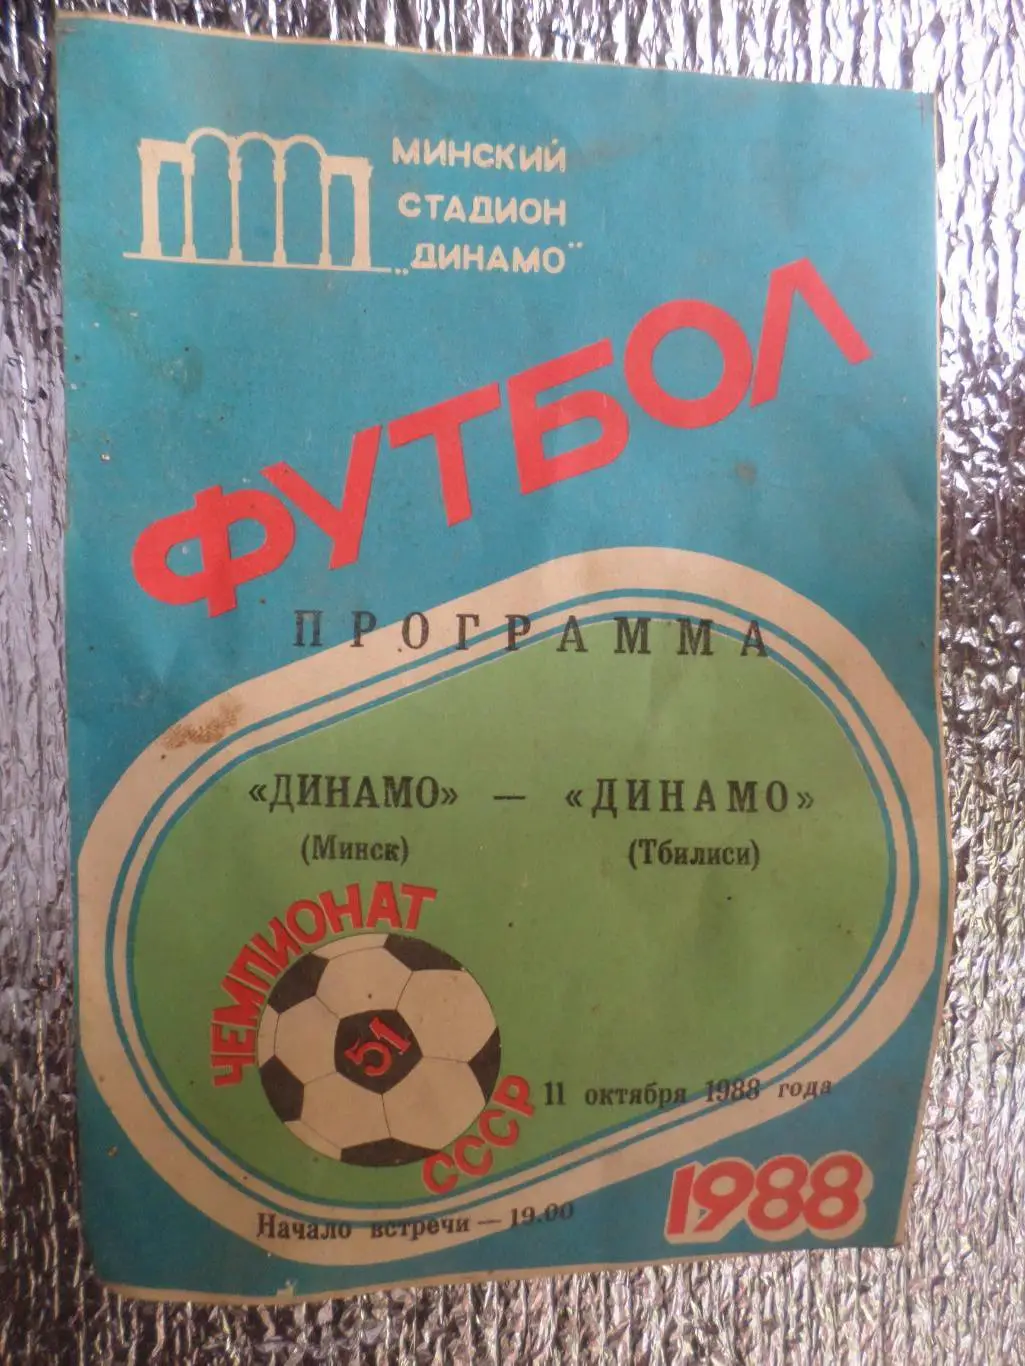 МИНСКИЙ
СТАДИОН
„ДИНАМО"
ФУТБОЛ
ПРОГРАММА
«ДИНАМО» — «ДИНАМО»
(Минск) (Тбилиси)
ЧЕМПИОНАТ
51
СССР
11 октября 1988 года
1988
Начало встречи — 19.00